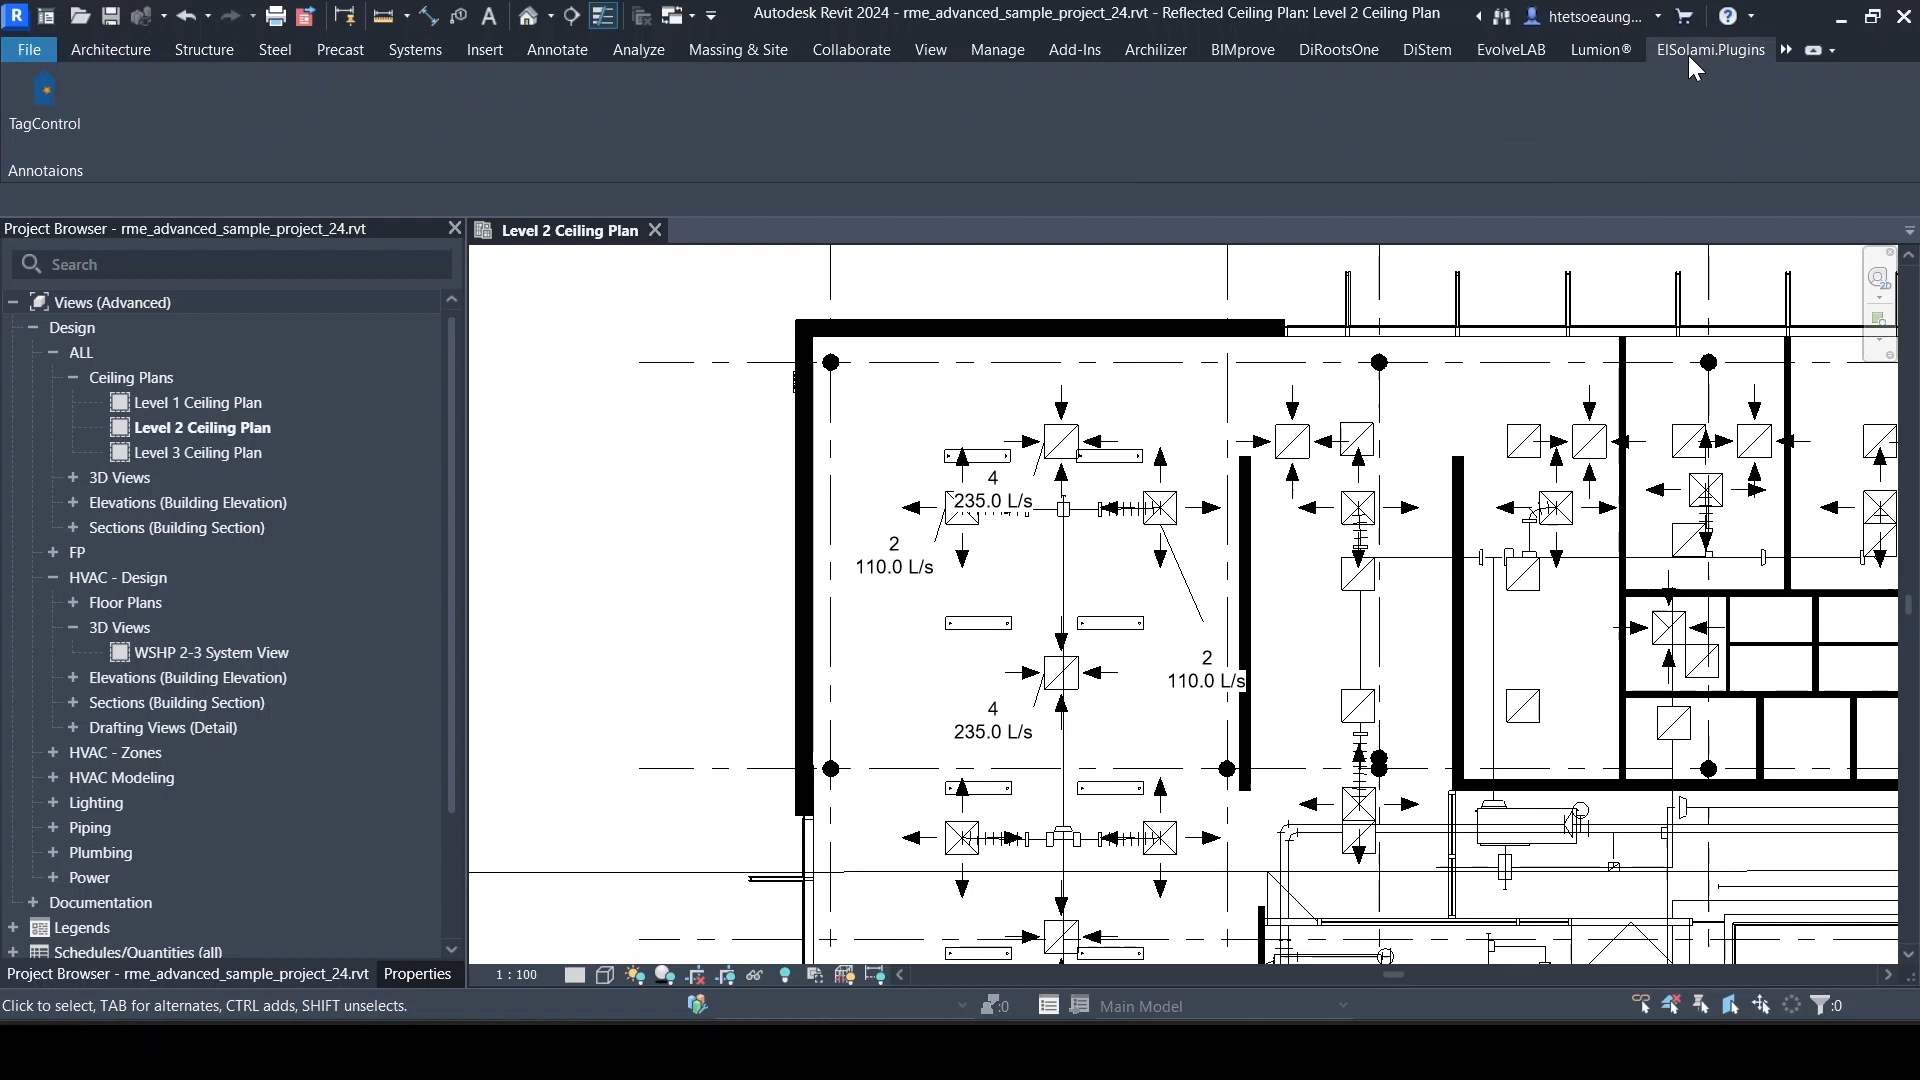 Autodesk Revit 2024 - rme_advanced_sample_project_24.rvt - Reflected Ceiling Plan: Level 2 Ceiling Plan
htetsoeaung...
File Architecture Structure Steel Precast Systems Insert Annotate Analyze Massing & Site Collaborate View Manage Add-Ins Archilizer BIMprove DiRootsOne DiStem EvolveLAB Lumion® ElSolami.Plugins
TagControl
Annotaions
Project Browser - rme_advanced_sample_project_24.rvt
Level 2 Ceiling Plan
Search
Views (Advanced)
Design
ALL
Ceiling Plans
Level 1 Ceiling Plan
Level 2 Ceiling Plan
Level 3 Ceiling Plan
3D Views
Elevations (Building Elevation)
Sections (Building Section)
FP
HVAC - Design
Floor Plans
3D Views
WSHP 2-3 System View
Elevations (Building Elevation)
Sections (Building Section)
Drafting Views (Detail)
HVAC - Zones
HVAC Modeling
Lighting
Piping
Plumbing
Power
Documentation
Legends
Schedules/Quantities (all)
4
235.0 L/s
2
110.0 L/s
2
110.0 L/s
4
235.0 L/s
2D
Project Browser - rme_advanced_sample_project_24.rvt Properties
1 : 100
Click to select, TAB for alternates, CTRL adds, SHIFT unselects.
:0
Main Model
:0